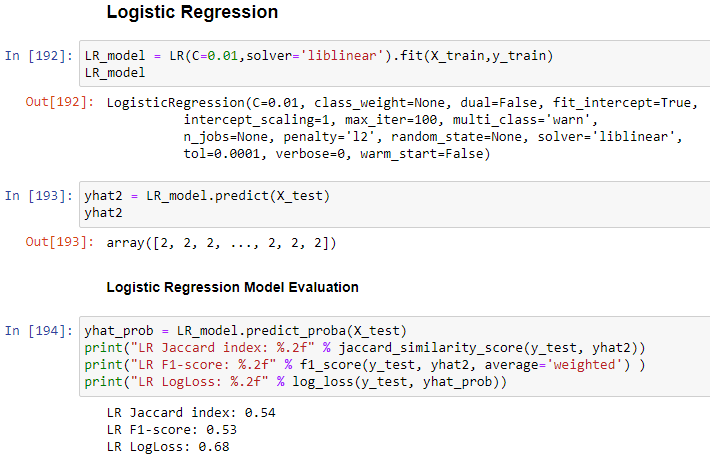 Logistic Regression
In [192]: LR_model = LR(C=0.01,solver='liblinear').fit(X_train,y_train)
LR_model
Out[192]: LogisticRegression(C=0.01, class_weight=None, dual=False, fit_intercept=True,
intercept_scaling=1, max_iter=100, multi_class='warn',
n_jobs=None, penalty='l2', random_state=None, solver='liblinear',
tol=0.0001, verbose=0, warm_start=False)
In [193]: yhat2 = LR_model.predict(X_test)
yhat2
Out[193]: array([2, 2, 2, ..., 2, 2, 2])
Logistic Regression Model Evaluation
In [194]: yhat_prob = LR_model.predict_proba(X_test)
print("LR Jaccard index: %.2f" % jaccard_similarity_score(y_test, yhat2))
print("LR F1-score: %.2f" % f1_score(y_test, yhat2, average='weighted') )
print("LR LogLoss: %.2f" % log_loss(y_test, yhat_prob))
LR Jaccard index: 0.54
LR F1-score: 0.53
LR LogLoss: 0.68